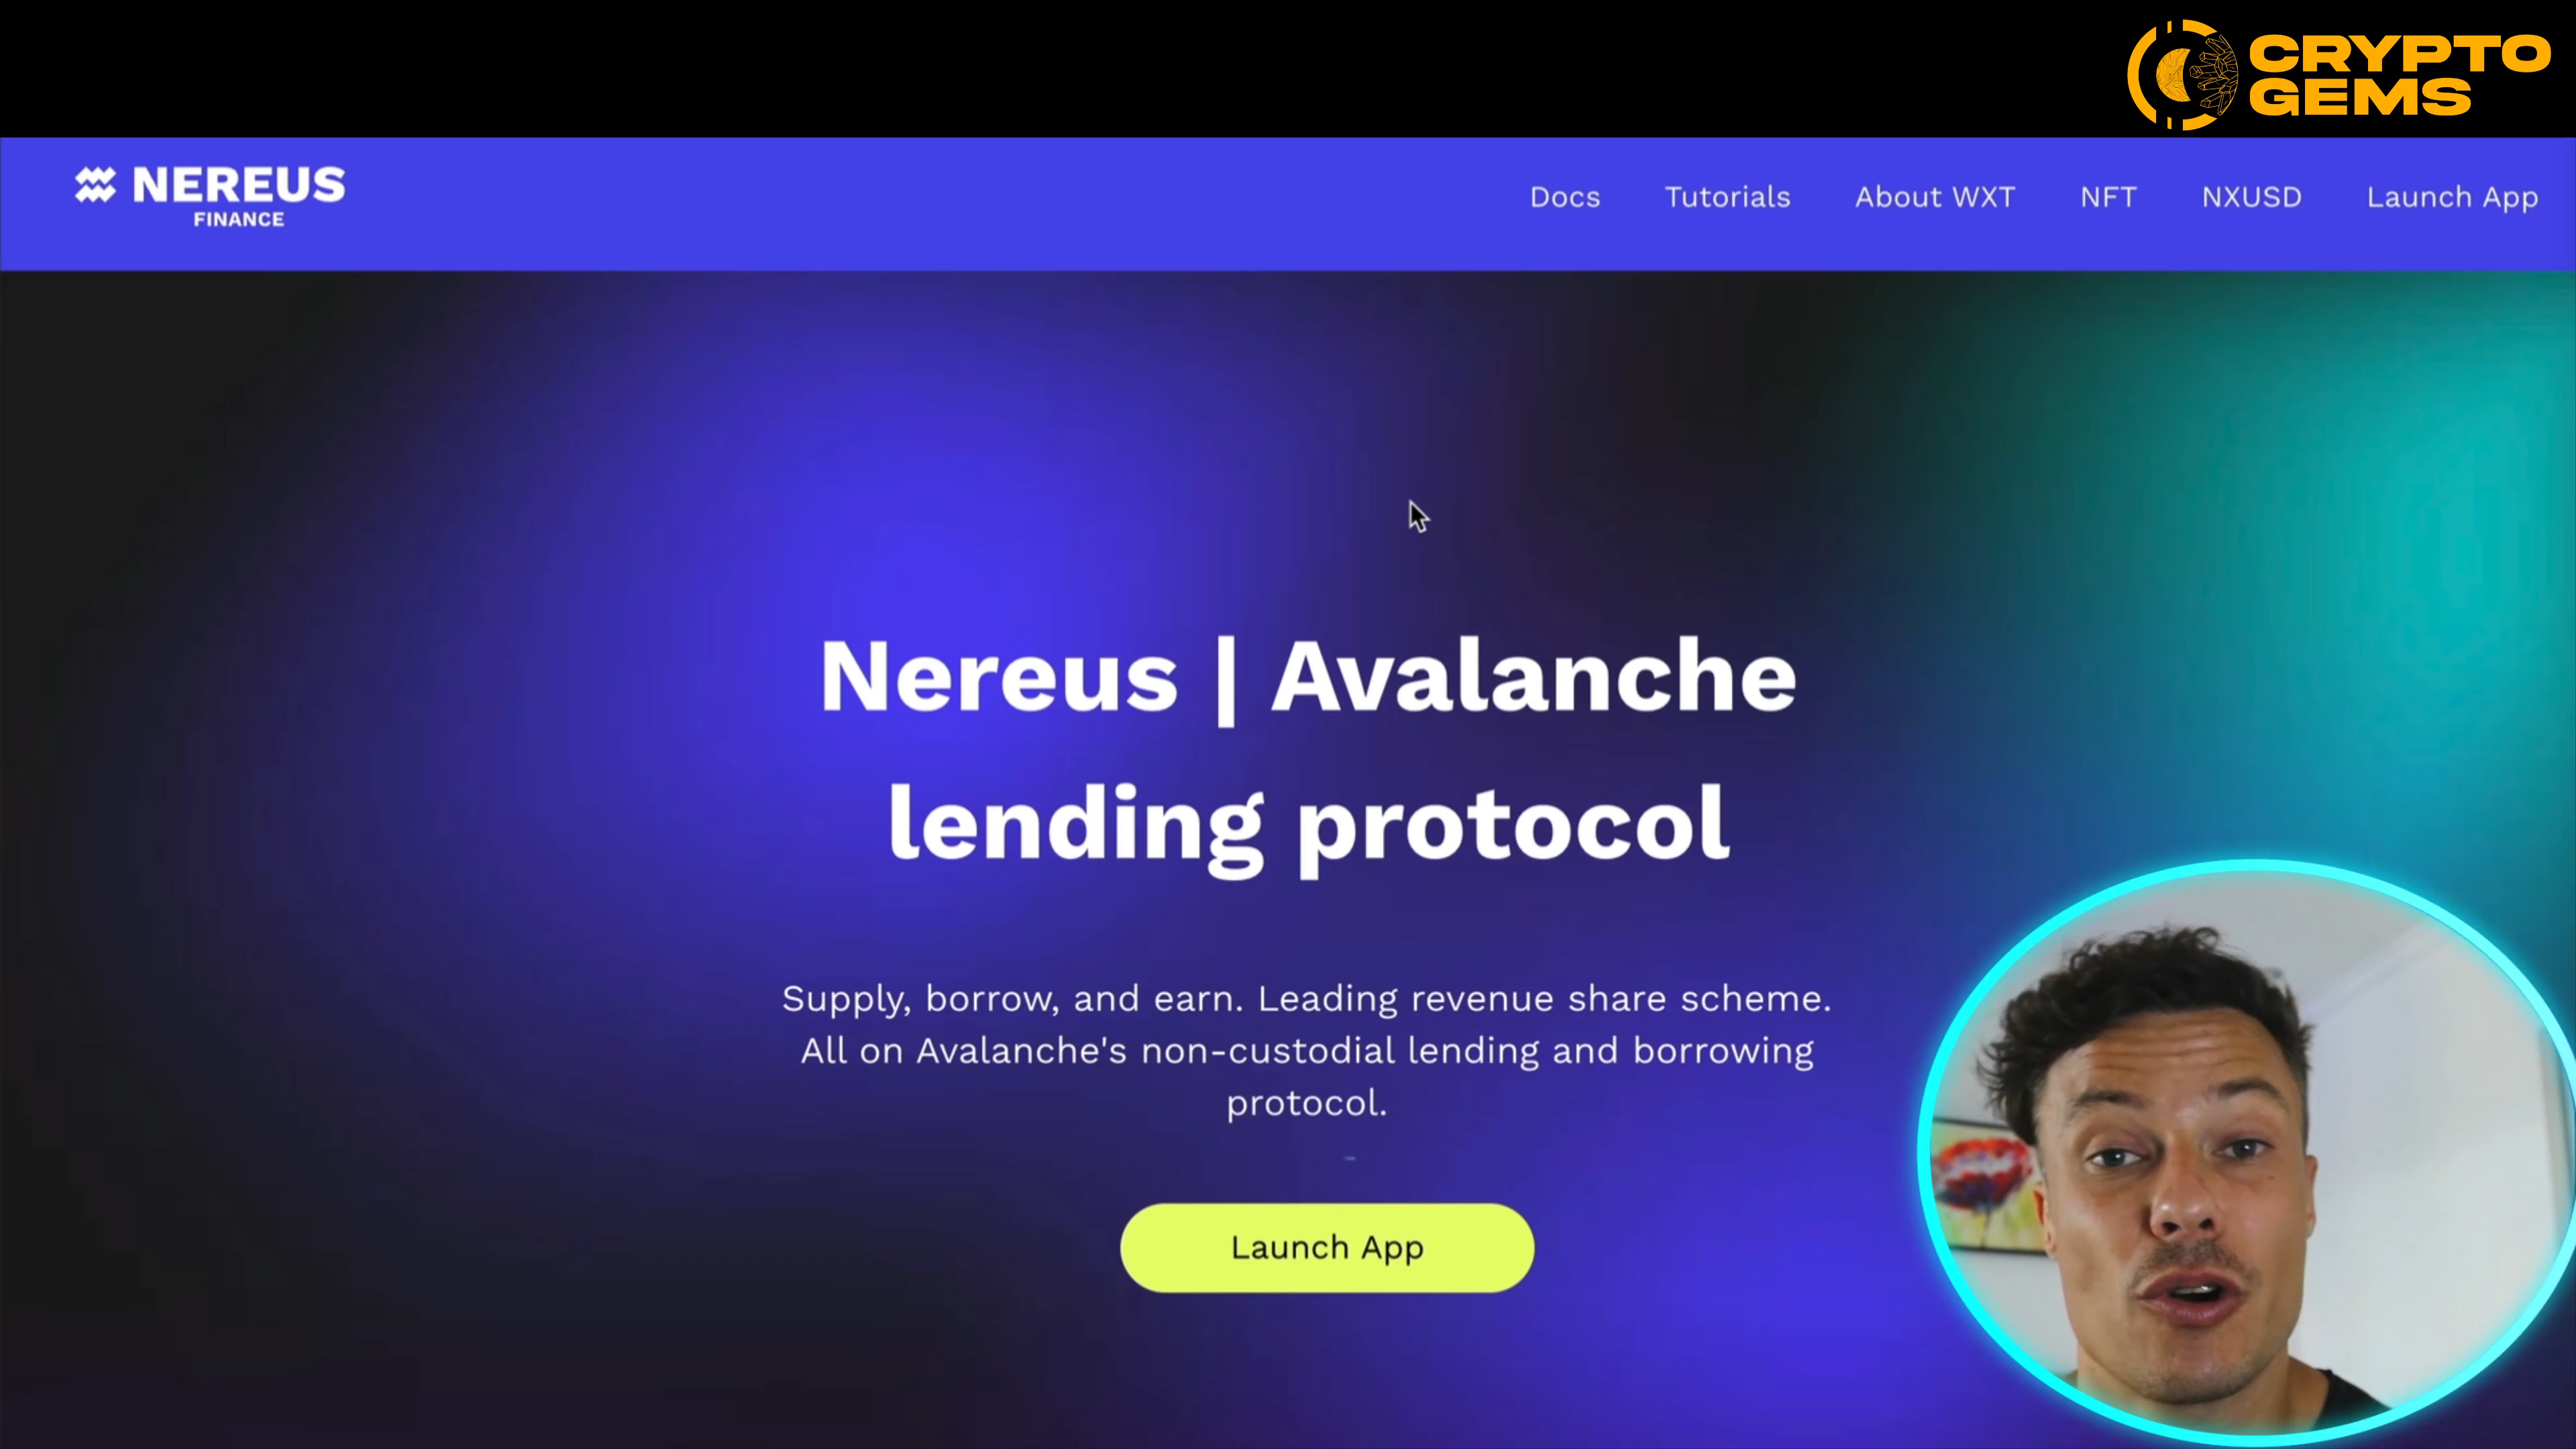 CRYPTO
GEMS
NEREUS
FINANCE
Docs Tutorials About WXT NFT NXUSD Launch App
Nereus | Avalanche
lending protocol
Supply, borrow, and earn. Leading revenue share scheme.
All on Avalanche's non-custodial lending and borrowing
protocol.
Launch App